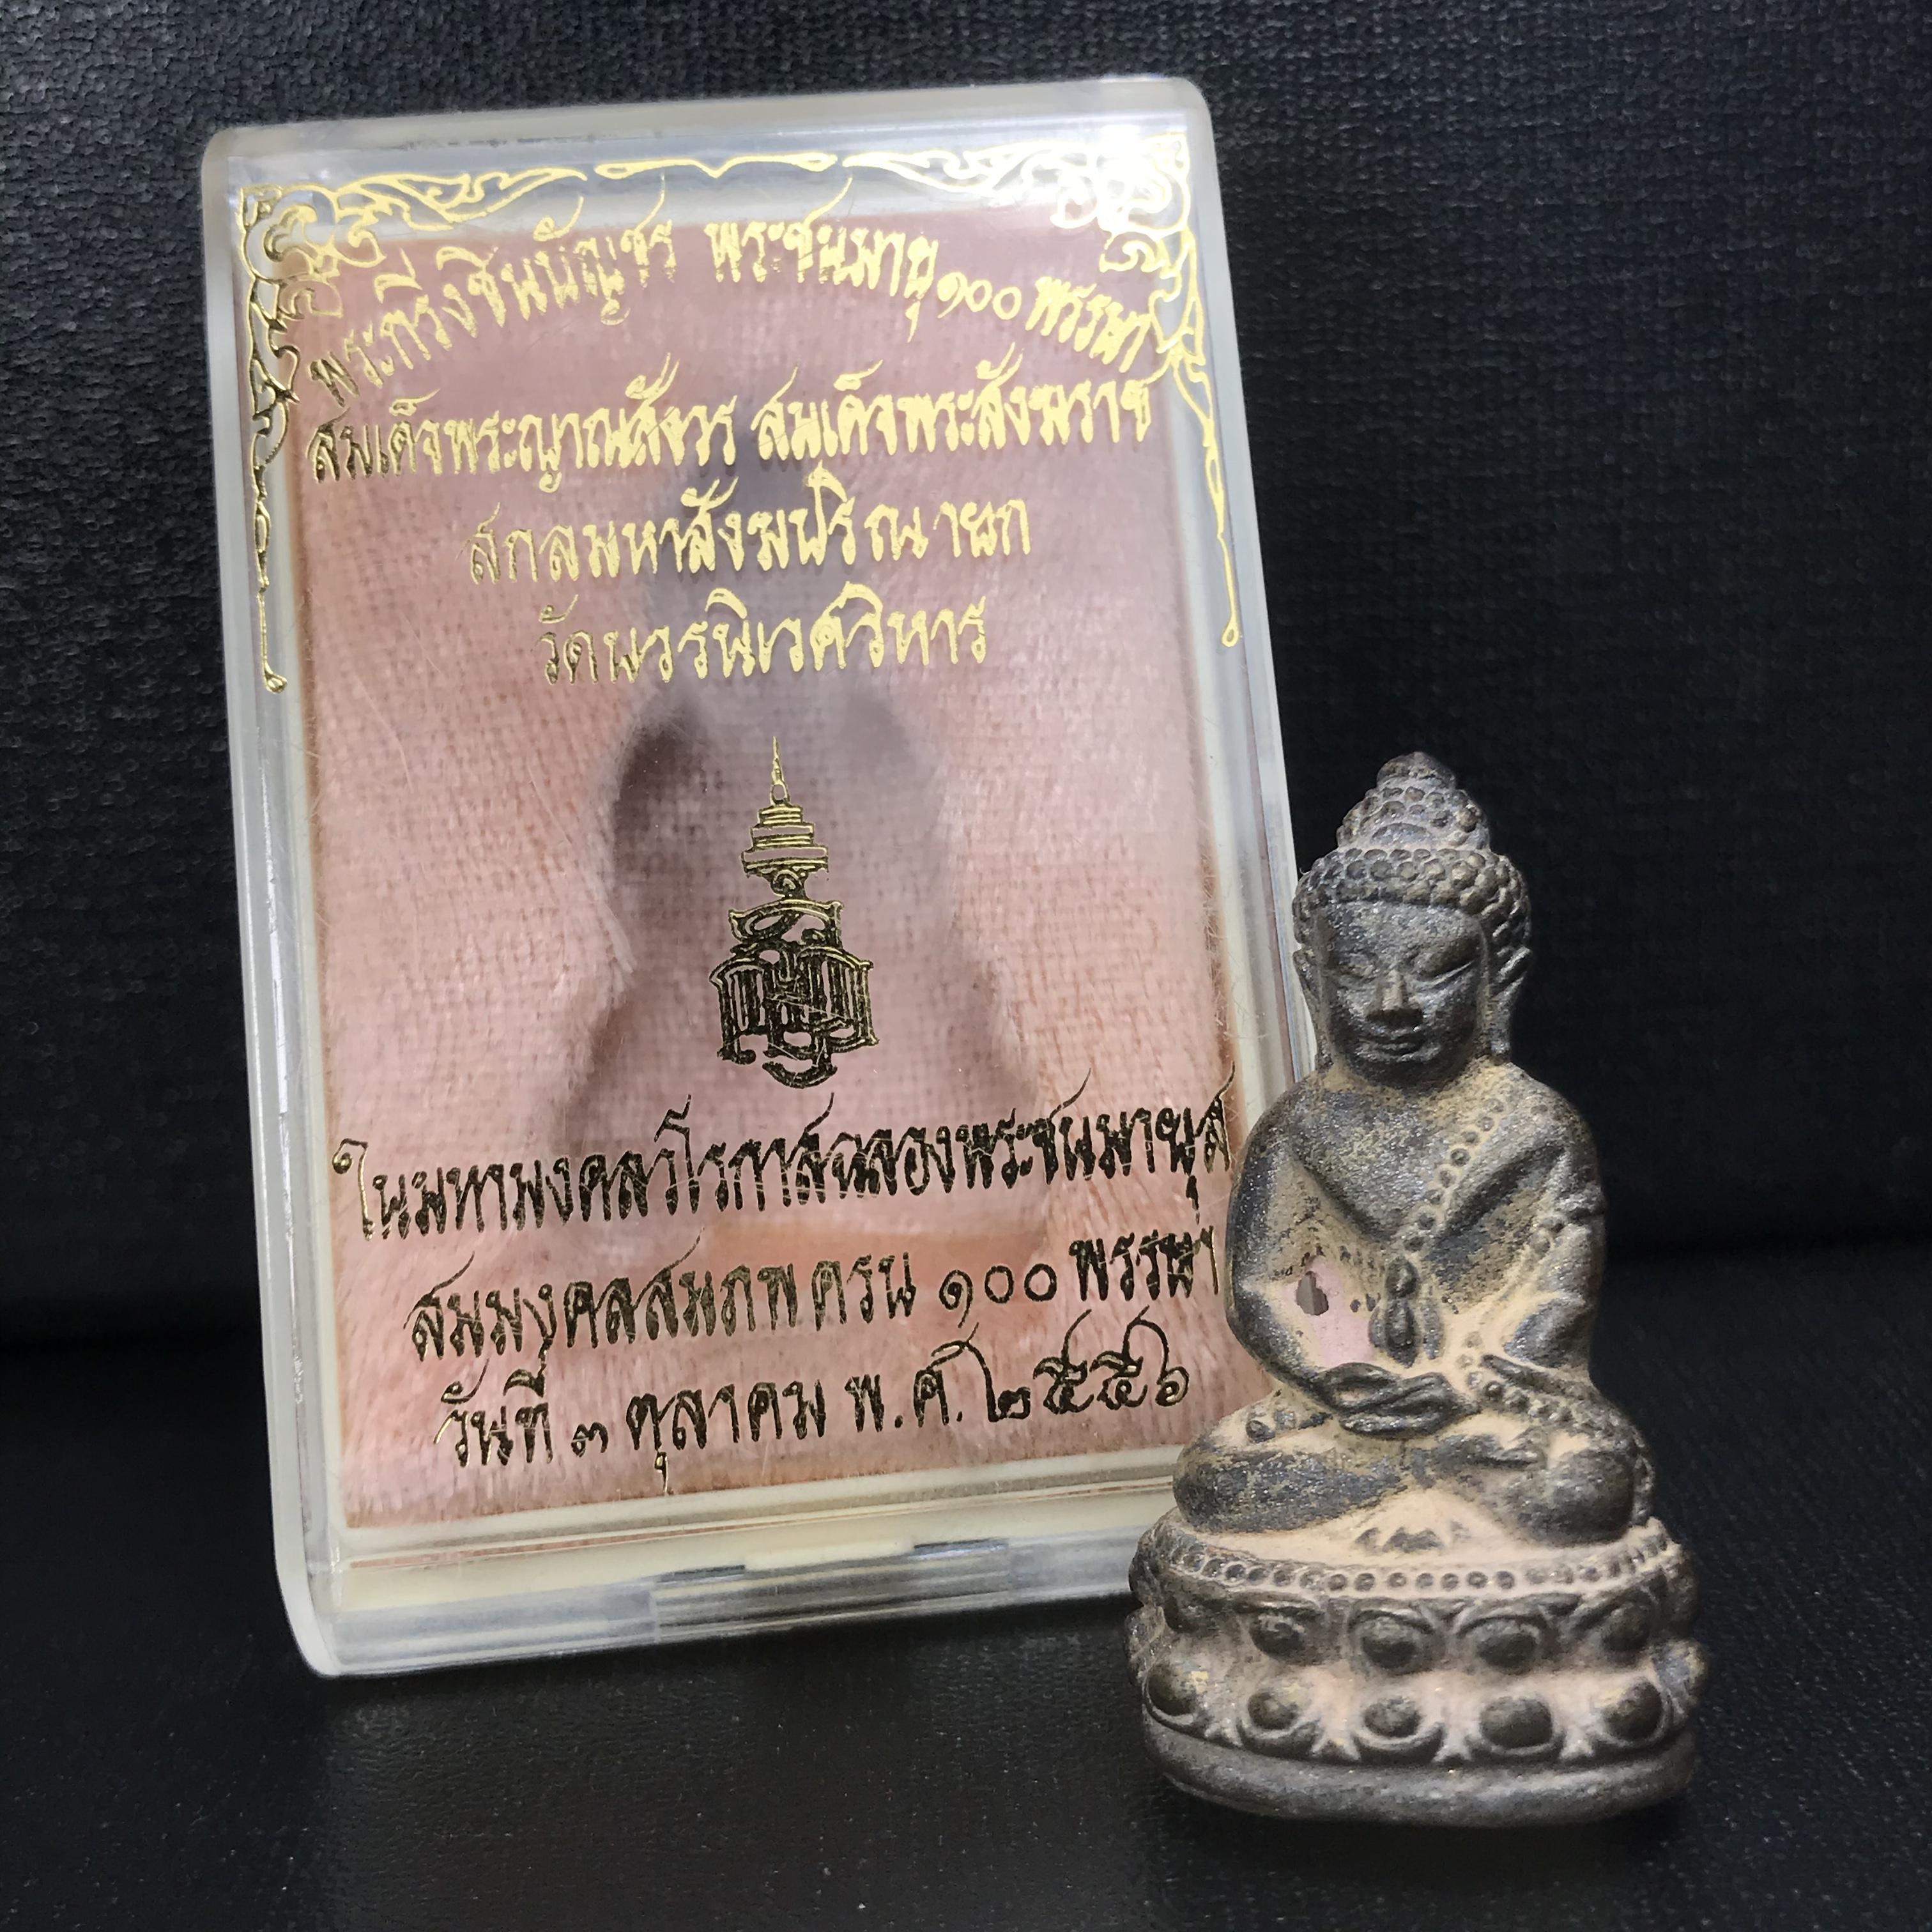 พระกริ่งชินบัญชร พระชนมายุ ๑๐๐ พรรษา
สมเด็จพระญาณสังวร สมเด็จพระสังฆราช
สกลมหาสังฆปริณายก
วัดบวรนิเวศวิหาร
ในมหามงคลวโรกาสฉลองพระชนมายุส
สมมงคลสมภพครบ ๑๐๐ พรรษา
วันที่ ๓ ตุลาคม พ.ศ. ๒๕๕๖